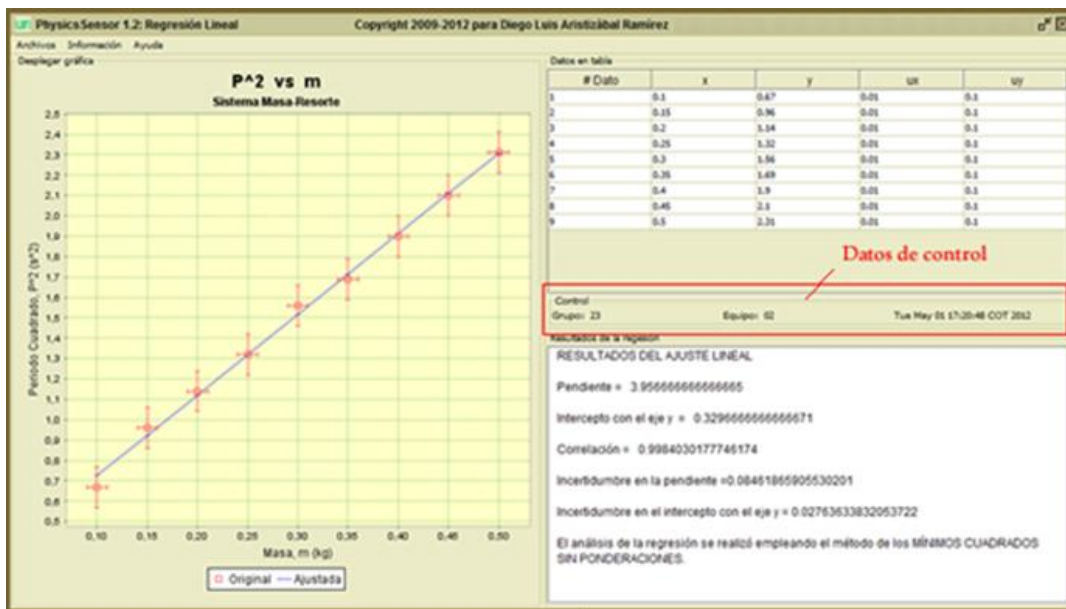 PhysicsSensor 1.2: Regresión Lineal Copyright 2009-2012 para Diego Luis Aristizábal Ramírez
Archivos Información Ayuda
Desplegar gráfica
P^2 vs m
Sistema Masa-Resorte
Periodo Cuadrado, P^2 (s^2)
2,5
2,4
2,3
2,2
2,1
2,0
1,9
1,8
1,7
1,6
1,5
1,4
1,3
1,2
1,1
1,0
0,9
0,8
0,7
0,6
0,5
0,10 0,15 0,20 0,25 0,30 0,35 0,40 0,45 0,50
Masa, m (kg)
Original Ajustada
Datos en tabla
# Dato x y ux uy
1 0.1 0.67 0.01 0.1
2 0.15 0.96 0.01 0.1
3 0.2 1.14 0.01 0.1
4 0.25 1.32 0.01 0.1
5 0.3 1.56 0.01 0.1
6 0.35 1.69 0.01 0.1
7 0.4 1.9 0.01 0.1
8 0.45 2.1 0.01 0.1
9 0.5 2.31 0.01 0.1
Datos de control
Control
Grupo: 23 Equipo: 02 Tue May 01 17:20:48 COT 2012
Resultados de la regesión
RESULTADOS DEL AJUSTE LINEAL
Pendiente = 3.956666666666665
Intercepto con el eje y = 0.3296666666666671
Correlación = 0.9984030177746174
Incertidumbre en la pendiente =0.08461865905530201
Incertidumbre en el intercepto con el eje y = 0.02763633832053722
El análisis de la regresión se realizó empleando el método de los MÍNIMOS CUADRADOS
SIN PONDERACIONES.